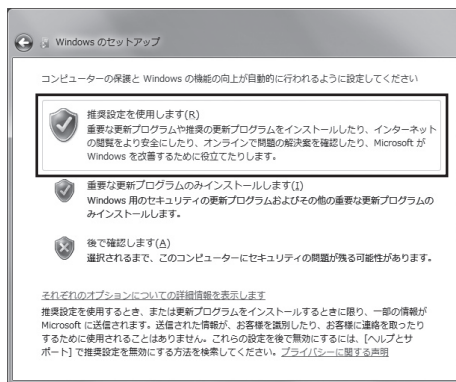 Windows のセットアップ
コンピューターの保護と Windows の機能の向上が自動的に行われるように設定してください
推奨設定を使用します(R)
重要な更新プログラムや推奨の更新プログラムをインストールしたり、インターネット
の閲覧をより安全にしたり、オンラインで問題の解決策を確認したり、Microsoft が
Windows を改善するために役立てたりします。
重要な更新プログラムのみインストールします(I)
Windows 用のセキュリティの更新プログラムおよびその他の重要な更新プログラムの
みインストールします。
後で確認します(A)
選択されるまで、このコンピューターにセキュリティの問題が残る可能性があります。
それぞれのオプションについての詳細情報を表示します
推奨設定を使用するとき、または更新プログラムをインストールするときに限り、一部の情報が
Microsoft に送信されます。送信された情報が、お客様を識別したり、お客様に連絡を取ったり
するために使用されることはありません。これらの設定を後で無効にするには、[ヘルプとサ
ポート] で推奨設定を無効にする方法を検索してください。プライバシーに関する声明